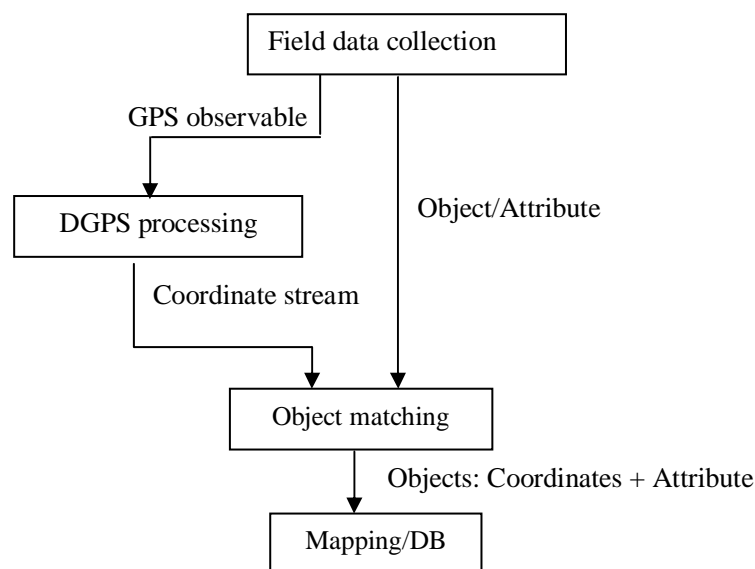 Field data collection
GPS observable
Object/Attribute
DGPS processing
Coordinate stream
Object matching
Objects: Coordinates + Attribute
Mapping/DB